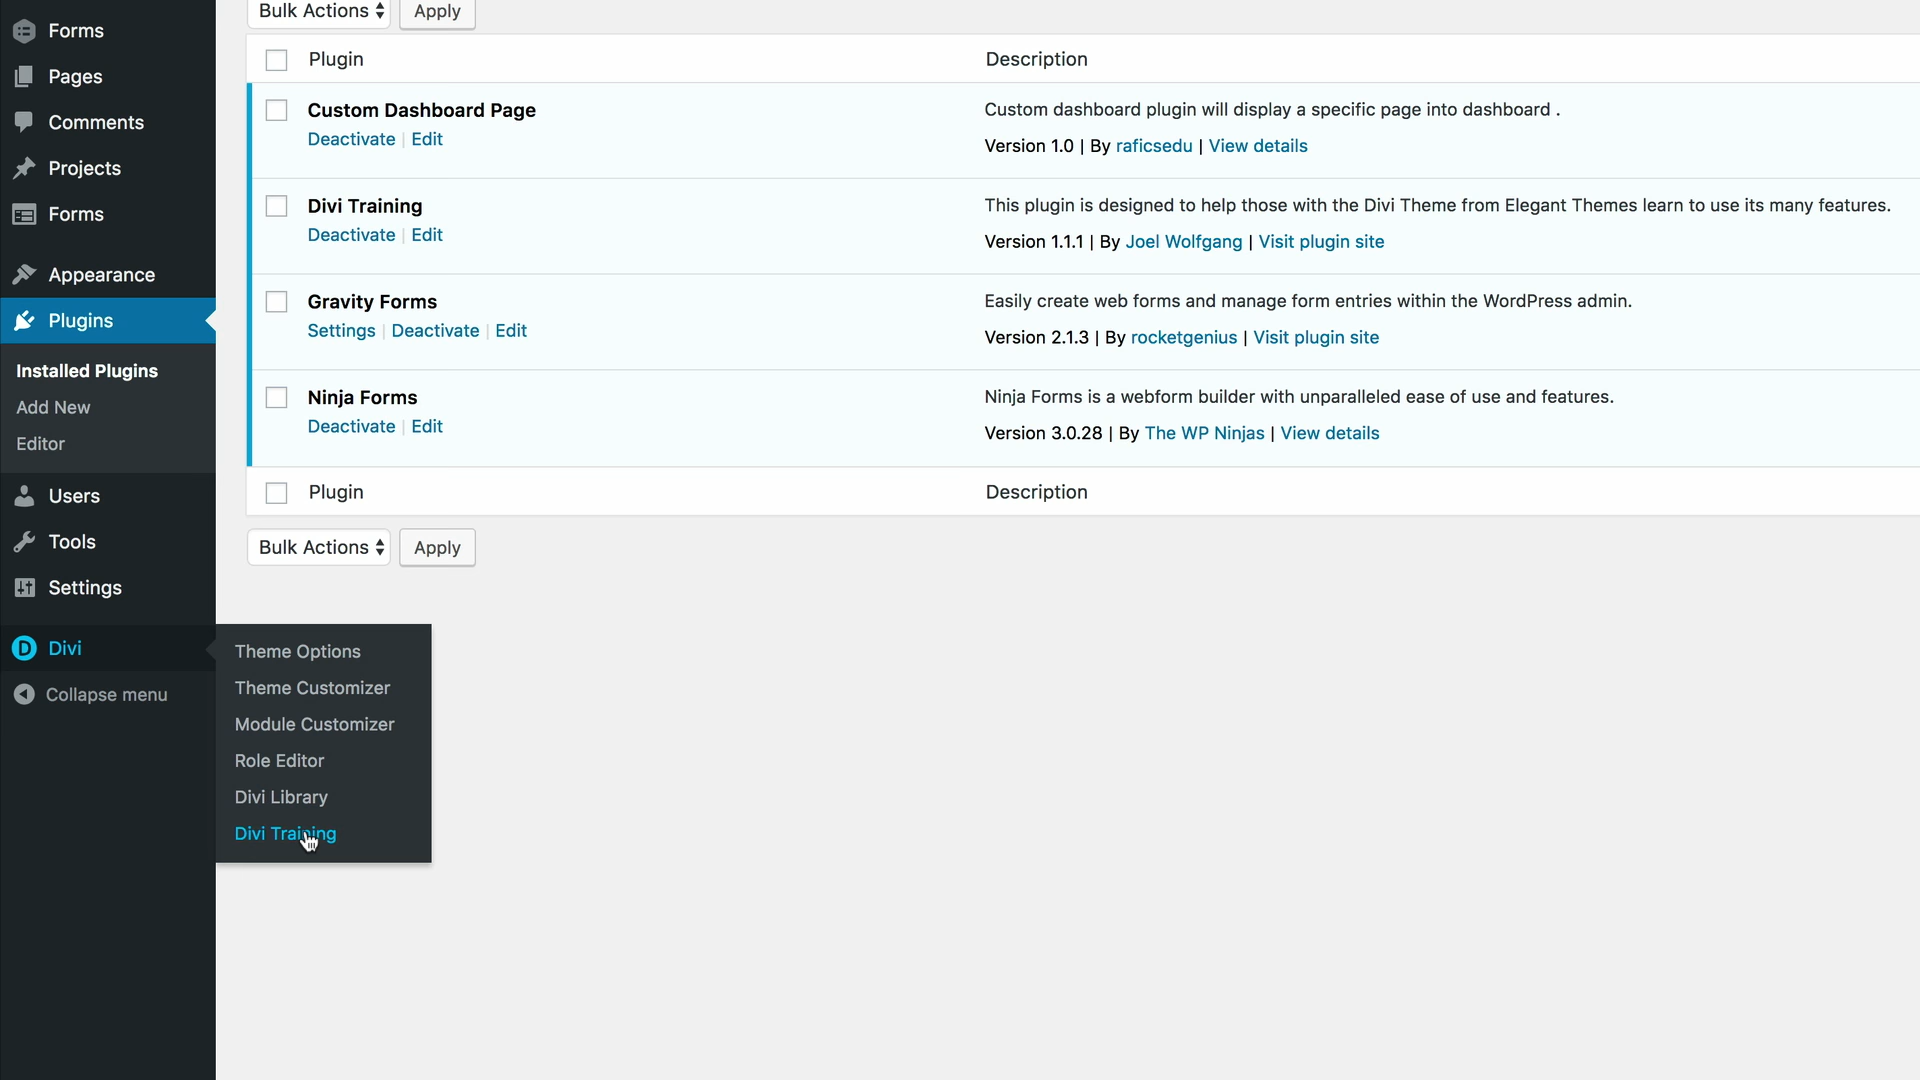 Forms
Pages
Comments
Projects
Forms
Appearance
Plugins
Installed Plugins
Add New
Editor
Users
Tools
Settings
Divi
Collapse menu
Theme Options
Theme Customizer
Module Customizer
Role Editor
Divi Library
Divi Training
Bulk Actions Apply
Plugin Description
Custom Dashboard Page
Deactivate | Edit
Custom dashboard plugin will display a specific page into dashboard .
Version 1.0 | By raficsedu | View details
Divi Training
Deactivate | Edit
This plugin is designed to help those with the Divi Theme from Elegant Themes learn to use its many features.
Version 1.1.1 | By Joel Wolfgang | Visit plugin site
Gravity Forms
Settings | Deactivate | Edit
Easily create web forms and manage form entries within the WordPress admin.
Version 2.1.3 | By rocketgenius | Visit plugin site
Ninja Forms
Deactivate | Edit
Ninja Forms is a webform builder with unparalleled ease of use and features.
Version 3.0.28 | By The WP Ninjas | View details
Plugin Description
Bulk Actions Apply